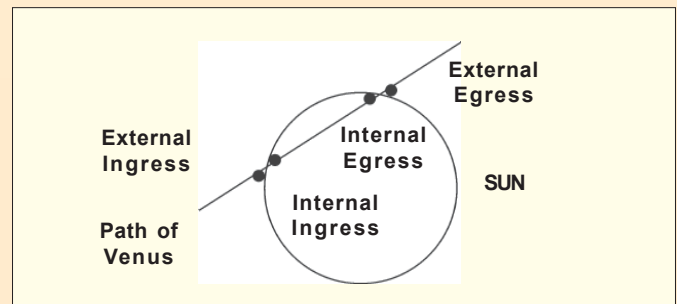 External
Egress
External
Ingress
Internal
Egress
SUN
Internal
Ingress
Path of
Venus